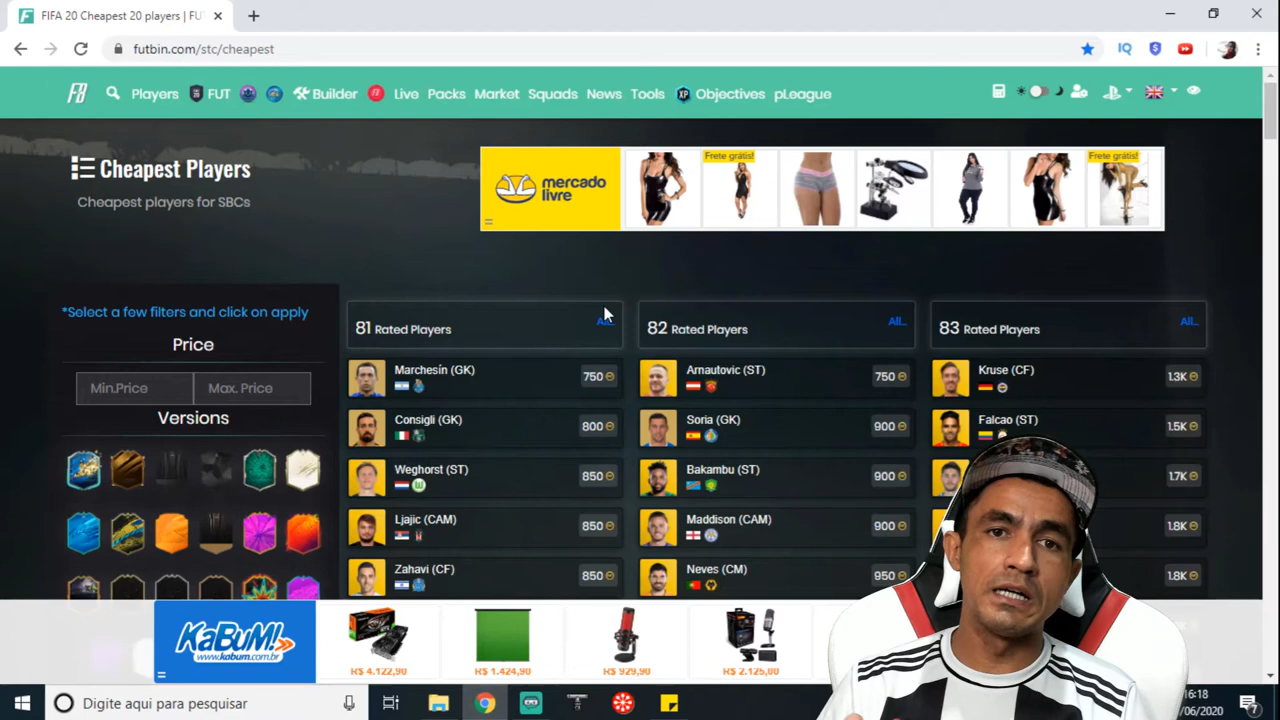 FIFA 20 Cheapest 20 players | FUT
futbin.com/stc/cheapest
Players FUT Builder Live Packs Market Squads News Tools XP Objectives pLeague
Cheapest Players
Cheapest players for SBCs
mercado
livre
Frete grátis!
Frete grátis!
*Select a few filters and click on apply
Price
Min.Price Max. Price
Versions
81 Rated Players
Marchesín (GK) 750
Consigli (GK) 800
Weghorst (ST) 850
Ljajic (CAM) 850
Zahavi (CF) 850
82 Rated Players All...
Arnautovic (ST) 750
Soria (GK) 900
Bakambu (ST) 900
Maddison (CAM) 900
Neves (CM) 950
83 Rated Players All...
Kruse (CF) 1.3K
Falcao (ST) 1.5K
1.7K
1.8K
1.8K
KaBuM!
www.kabum.com.br
R$ 4.122,90 R$ 1.424,90 R$ 929,90 R$ 2.125,00
Digite aqui para pesquisar
16:18
/06/2020
7